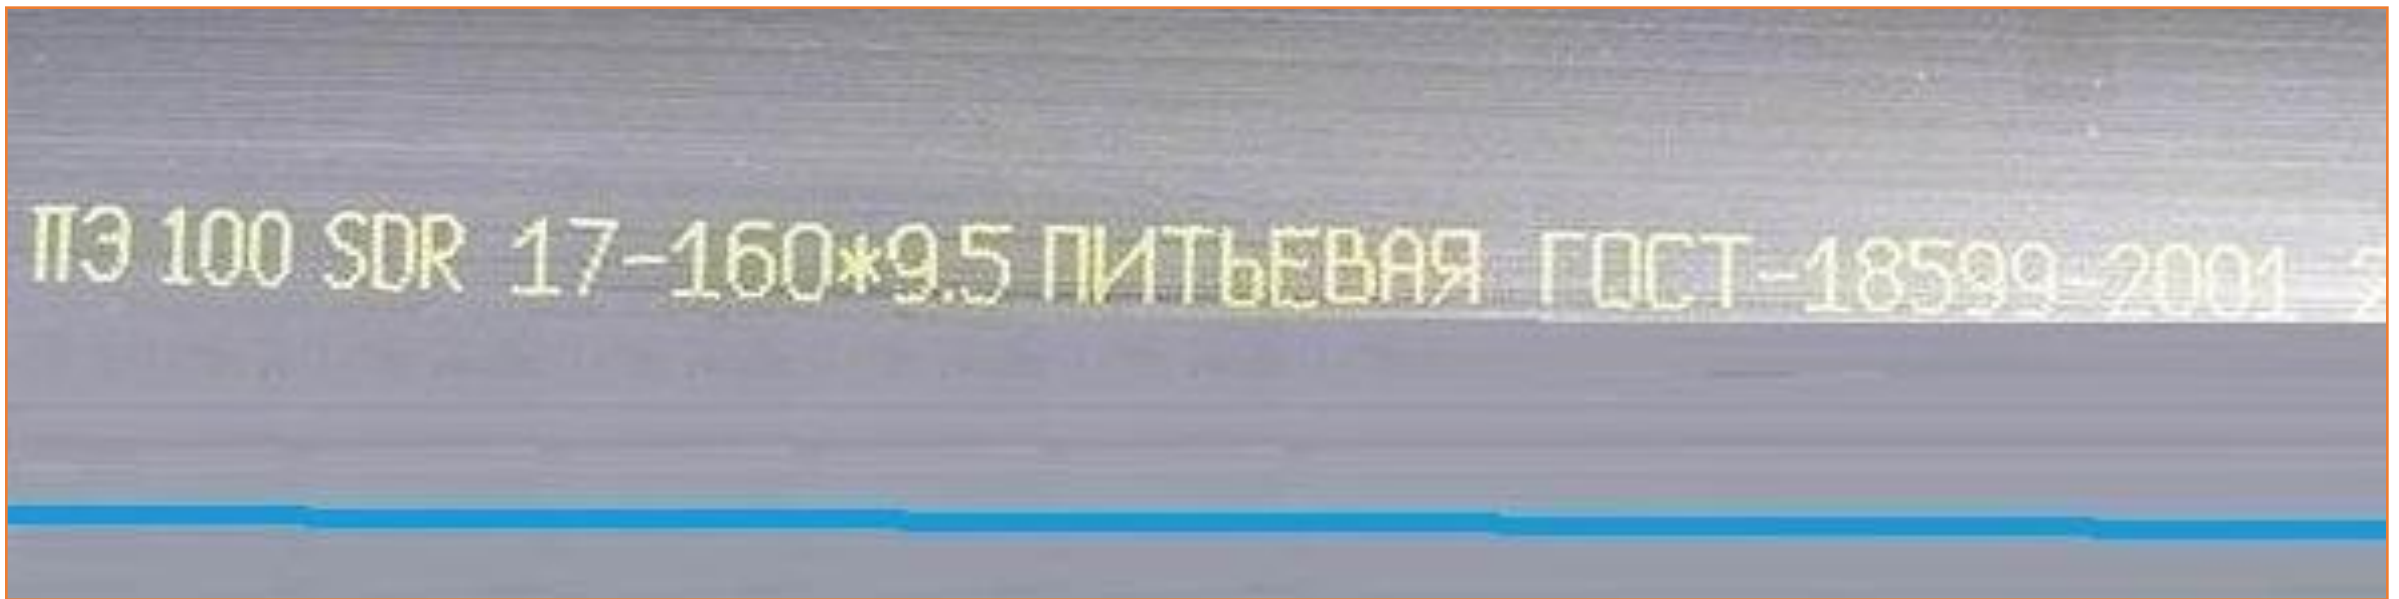 ПЭ 100 SDR 17-160*9.5 ПИТЬЕВАЯ ГОСТ-18599-2001